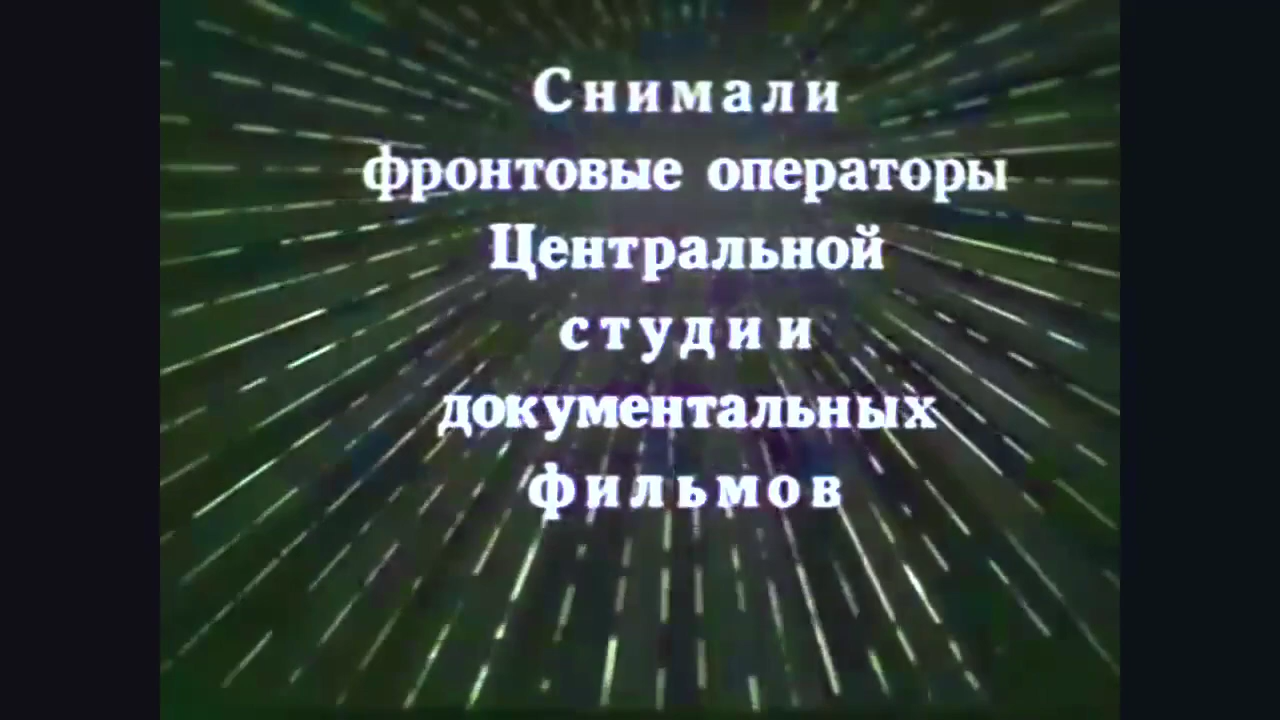 Снимали
фронтовые операторы
Центральной
студии
документальных
фильмов